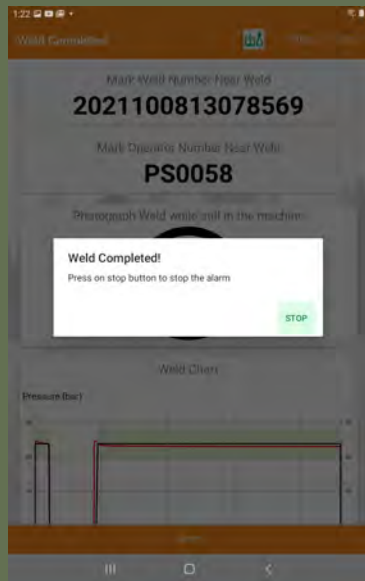 1:22
Weld Completed
Mark Weld Number Near Weld
2021100813078569
Mark Operator Number Near Weld
PS0058
Photograph Weld while still in the machine
Weld Completed!
Press on stop button to stop the alarm
STOP
Weld Chart
Pressure (bar)